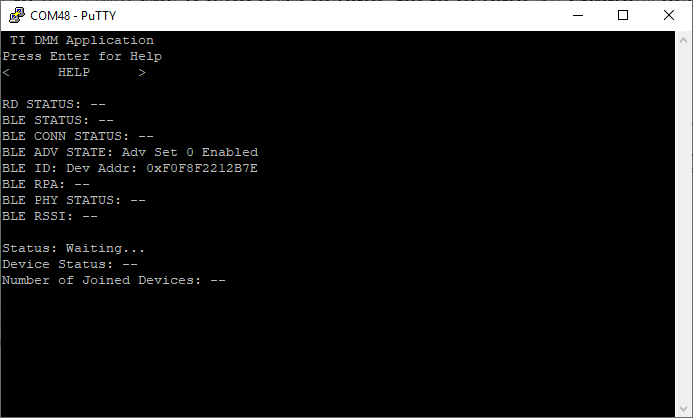 COM48 - PuTTY
TI DMM Application
Press Enter for Help
<      HELP      >
RD STATUS: --
BLE STATUS: --
BLE CONN STATUS: --
BLE ADV STATE: Adv Set 0 Enabled
BLE ID: Dev Addr: 0xF0F8F2212B7E
BLE RPA: --
BLE PHY STATUS: --
BLE RSSI: --
Status: Waiting...
Device Status: --
Number of Joined Devices: --